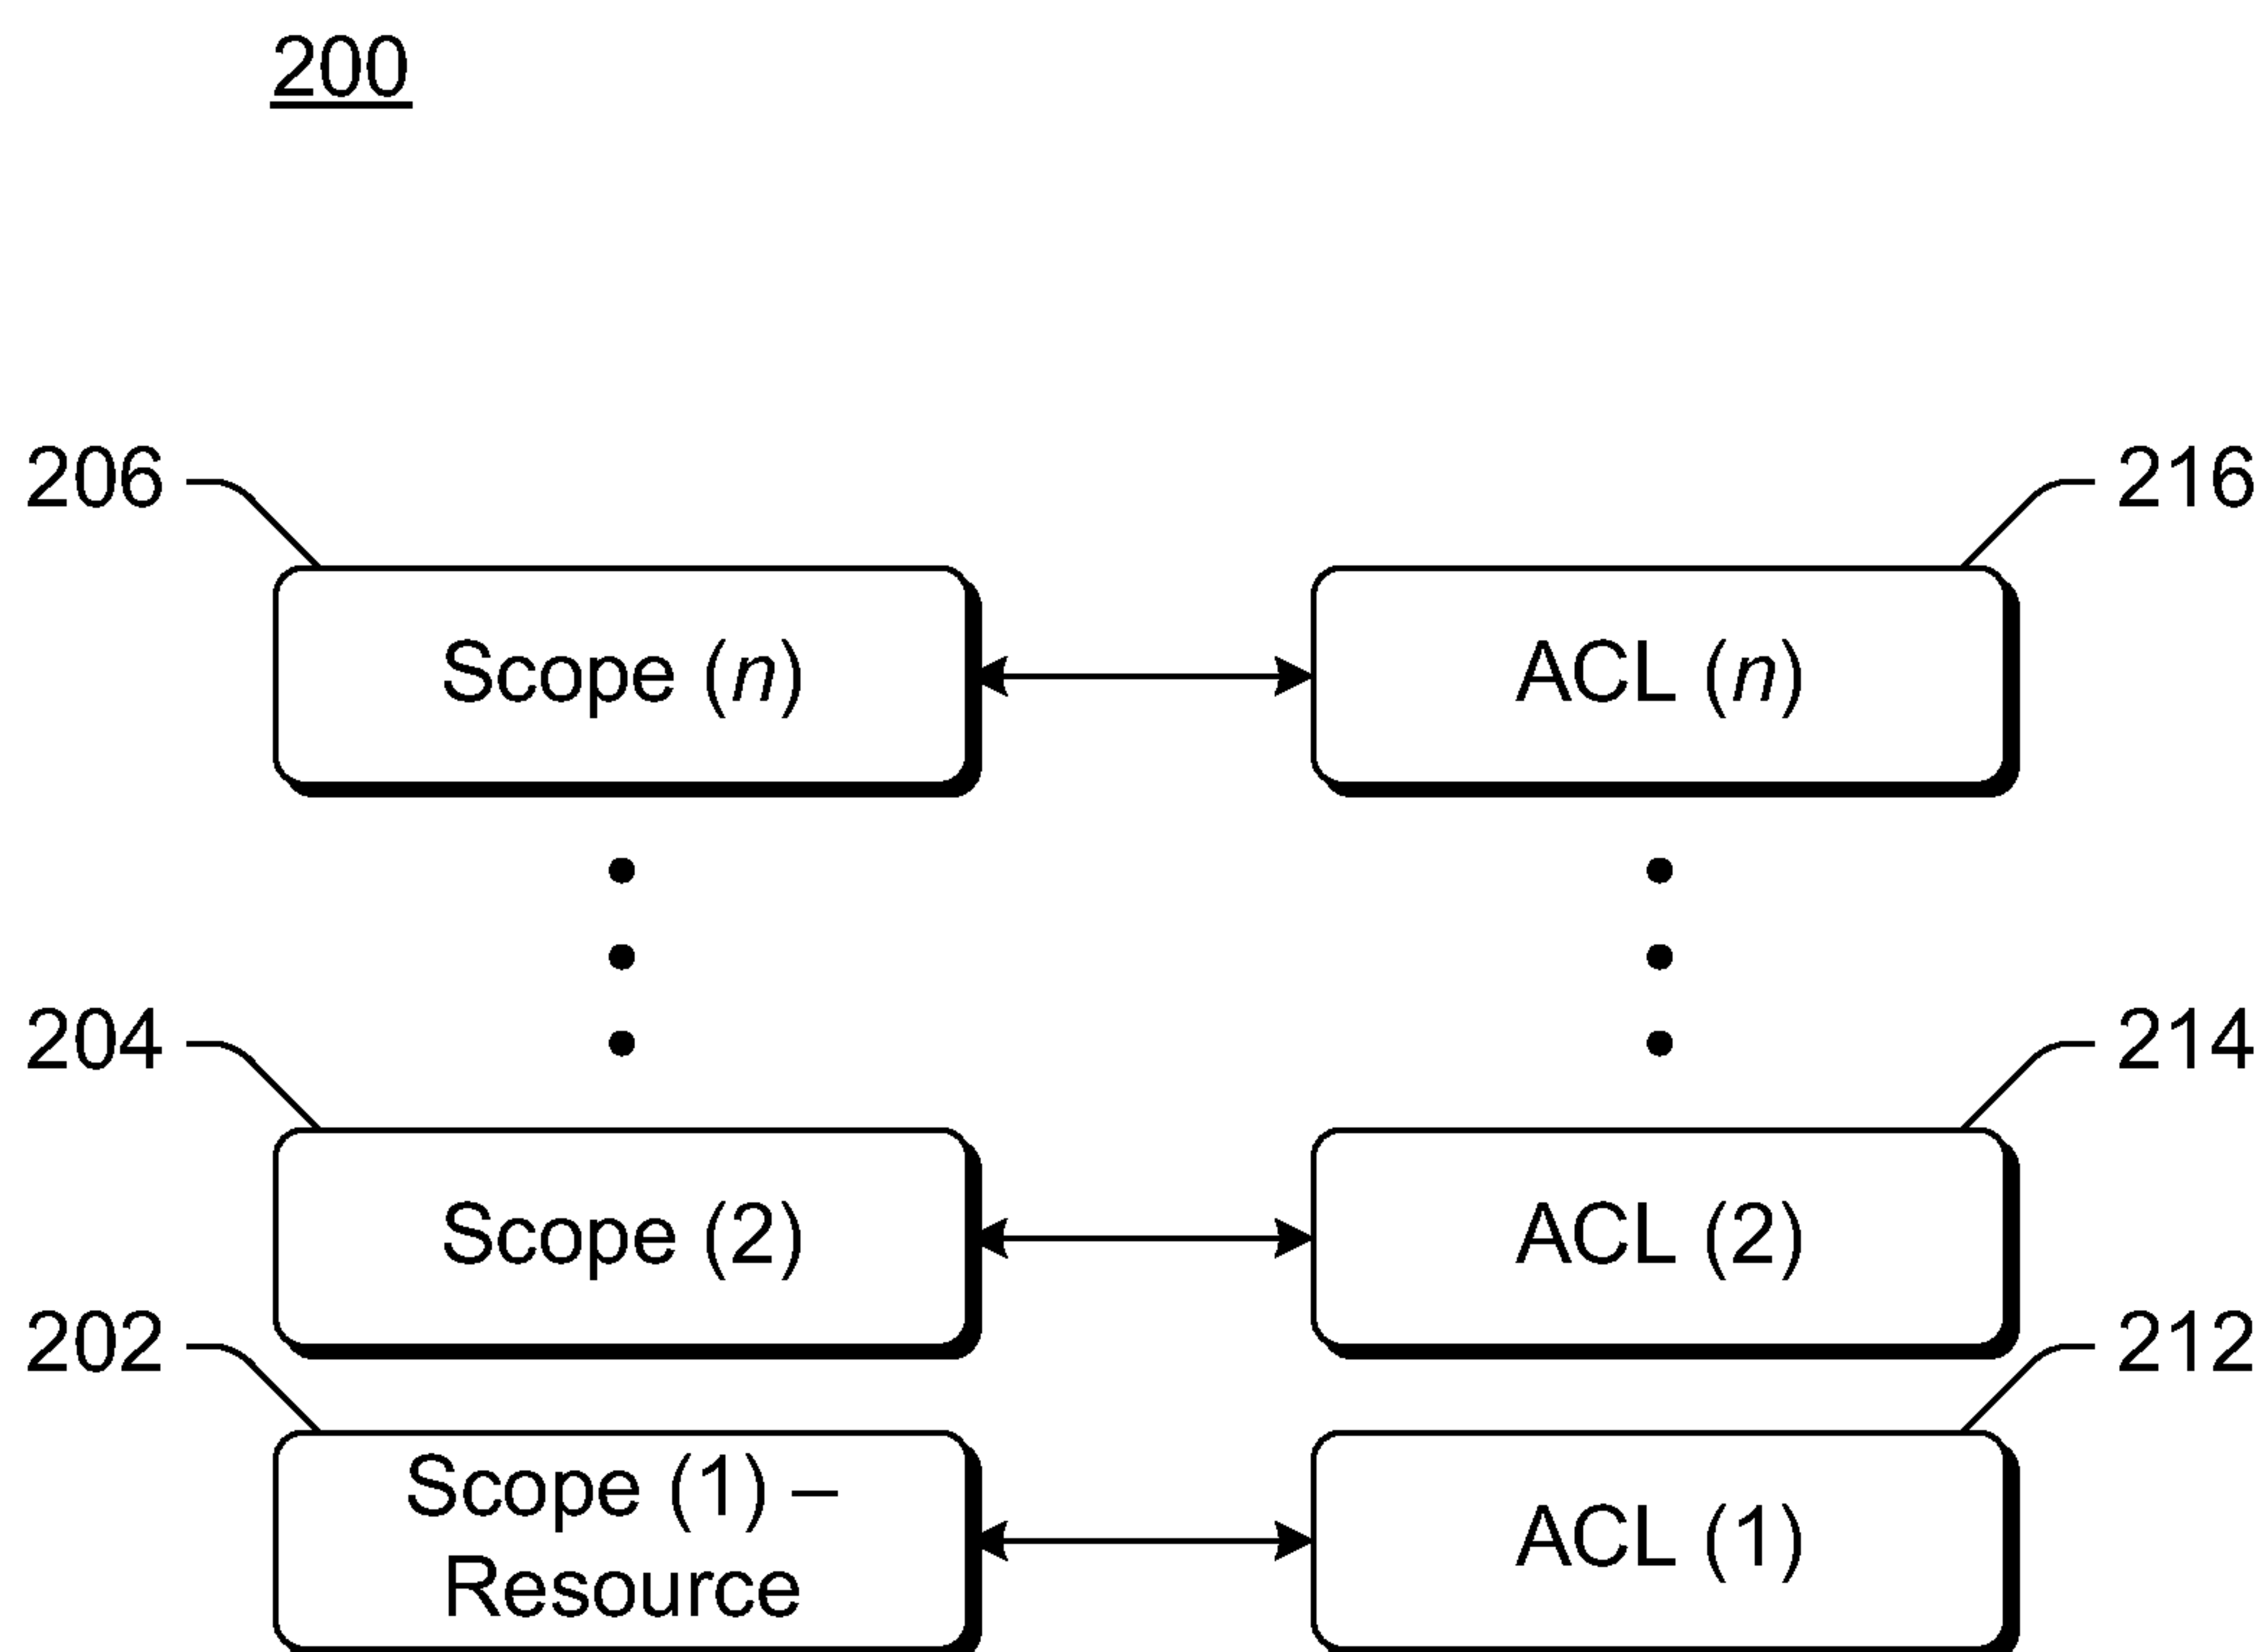 200
206
216
Scope (n)
ACL (n)
204
214
Scope (2)
ACL (2)
202
212
Scope (1) –
Resource
ACL (1)